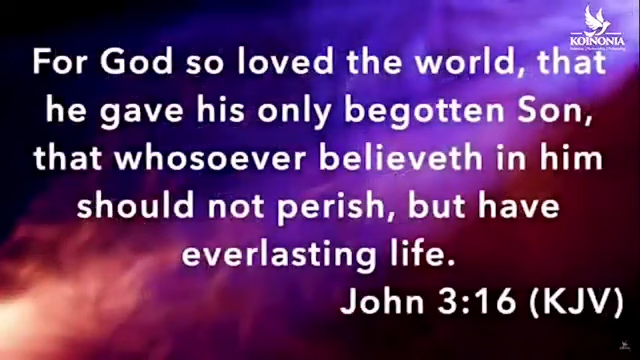 KOINONIA
For God so loved the world, that
he gave his only begotten Son,
that whosoever believeth in him
should not perish, but have
everlasting life.
John 3:16 (KJV)